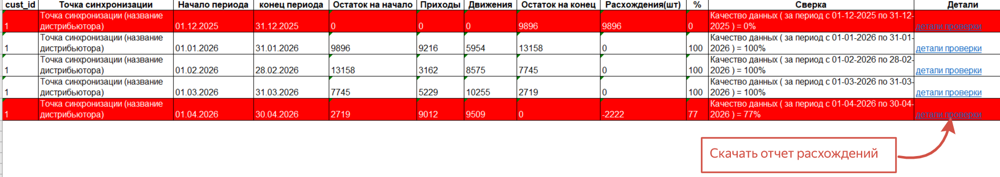 cust_id Точка синхронизации Начало периода конец периода Остаток на начало Приходы Движения Остаток на конец Расхождения(шт) % Сверка Детали
Точка синхронизации (название Качество данных ( за период с 01-12-2025 по 31-12-
1 дистрибьютора) 01.12.2025 31.12.2025 0 0 0 9896 9896 0 2025 ) = 0% детали проверки
Точка синхронизации (название Качество данных ( за период с 01-01-2026 по 31-01-
1 дистрибьютора) 01.01.2026 31.01.2026 9896 9216 5954 13158 0 100 2026 ) = 100% детали проверки
Точка синхронизации (название Качество данных ( за период с 01-02-2026 по 28-02-
1 дистрибьютора) 01.02.2026 28.02.2026 13158 3162 8575 7745 0 100 2026 ) = 100% детали проверки
Точка синхронизации (название Качество данных ( за период с 01-03-2026 по 31-03-
1 дистрибьютора) 01.03.2026 31.03.2026 7745 5229 10255 2719 0 100 2026 ) = 100% детали проверки
Точка синхронизации (название Качество данных ( за период с 01-04-2026 по 30-04-
1 дистрибьютора) 01.04.2026 30.04.2026 2719 9012 9509 0 -2222 77 2026 ) = 77% детали проверки
Скачать отчет расхождений